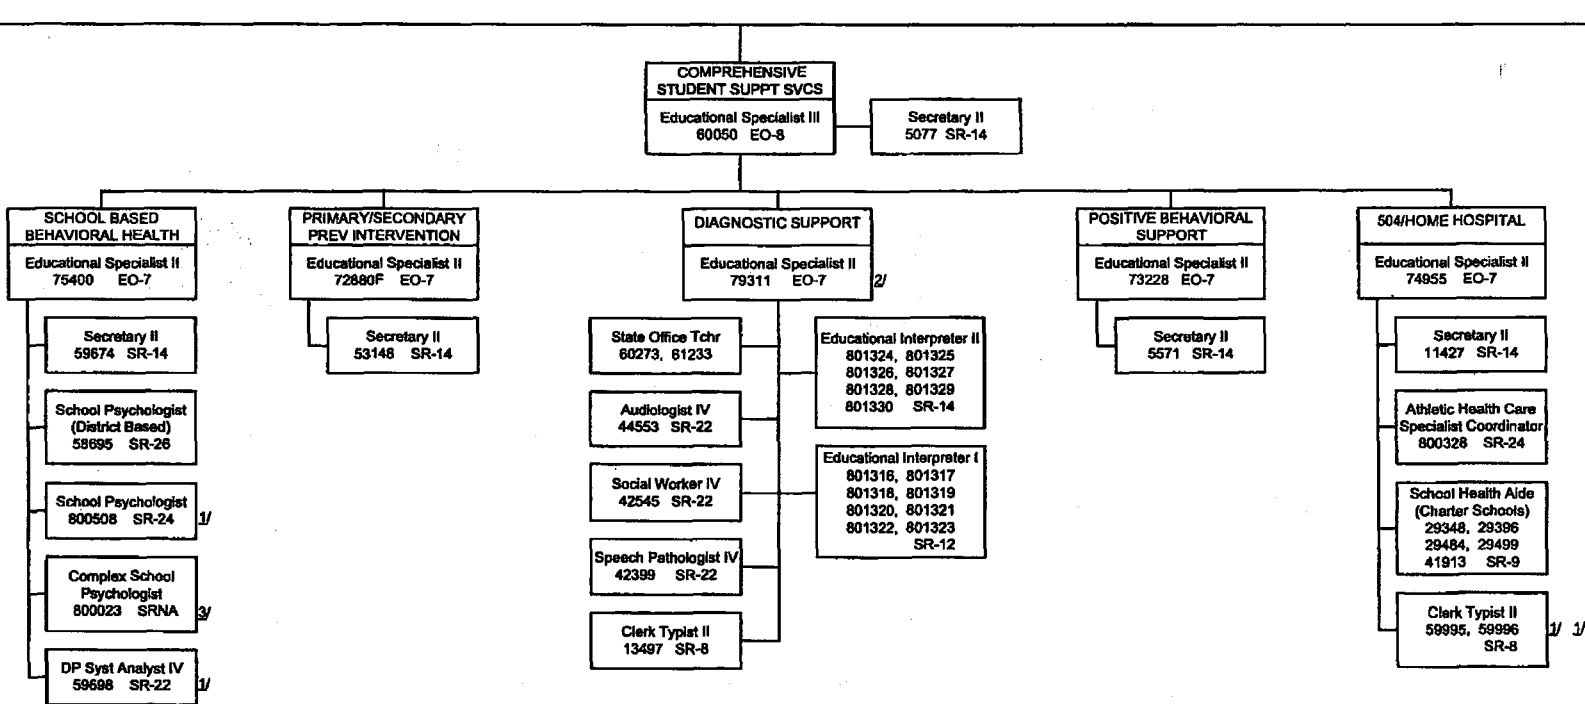 COMPREHENSIVE
STUDENT SUPPT SVCS
Educational Specialist III
60050 EO-8
Secretary II
5077 SR-14
SCHOOL BASED
BEHAVIORAL HEALTH
Educational Specialist II
75400 EO-7
Secretary II
59674 SR-14
School Psychologist
(District Based)
58695 SR-26
School Psychologist
800508 SR-24
1/
Complex School
Psychologist
800023 SRNA
3/
DP Syst Analyst IV
59698 SR-22
1/
PRIMARY/SECONDARY
PREV INTERVENTION
Educational Specialist II
72880F EO-7
Secretary II
53148 SR-14
DIAGNOSTIC SUPPORT
Educational Specialist II
79311 EO-7
2/
State Office Tchr
60273, 61233
Audiologist IV
44553 SR-22
Social Worker IV
42545 SR-22
Speech Pathologist IV
42399 SR-22
Clerk Typist II
13497 SR-8
Educational Interpreter II
801324, 801325
801326, 801327
801328, 801329
801330 SR-14
Educational Interpreter I
801316, 801317
801318, 801319
801320, 801321
801322, 801323
SR-12
POSITIVE BEHAVIORAL
SUPPORT
Educational Specialist II
73228 EO-7
Secretary II
5571 SR-14
504/HOME HOSPITAL
Educational Specialist II
74955 EO-7
Secretary II
11427 SR-14
Athletic Health Care
Specialist Coordinator
800328 SR-24
School Health Aide
(Charter Schools)
29348, 29396
29484, 29499
41913 SR-9
Clerk Typist II
59995, 59996
SR-8
1/ 1/